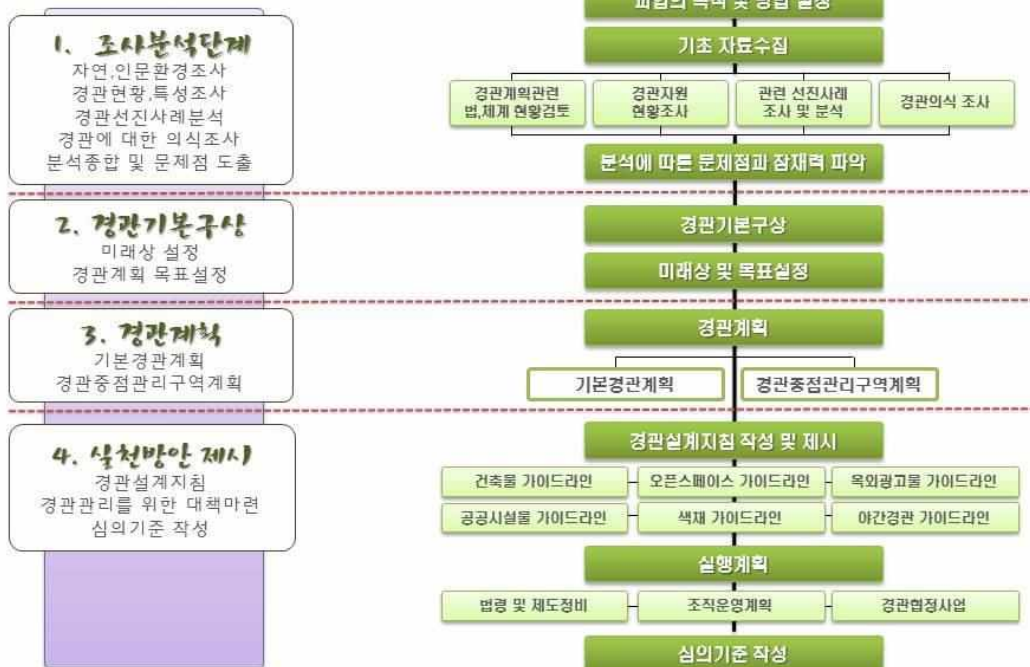 1. 조사분석단계
자연,인문환경조사
경관현황,특성조사
경관선진사례분석
경관에 대한 의식조사
분석종합 및 문제점 도출
기초 자료수집
경관계획관련
법,체계 현황검토
경관자원
현황조사
관련 선진사례
조사 및 분석
경관의식 조사
분석에 따른 문제점과 잠재력 파악
2. 경관기본구상
미래상 설정
경관계획 목표설정
경관기본구상
미래상 및 목표설정
3. 경관계획
기본경관계획
경관중점관리구역계획
경관계획
기본경관계획
경관중점관리구역계획
4. 실천방안 제시
경관설계지침
경관관리를 위한 대책마련
심의기준 작성
경관설계지침 작성 및 제시
건축물 가이드라인
오픈스페이스 가이드라인
옥외광고물 가이드라인
공공시설물 가이드라인
색채 가이드라인
야간경관 가이드라인
실행계획
법령 및 제도정비
조직운영계획
경관협정사업
심의기준 작성